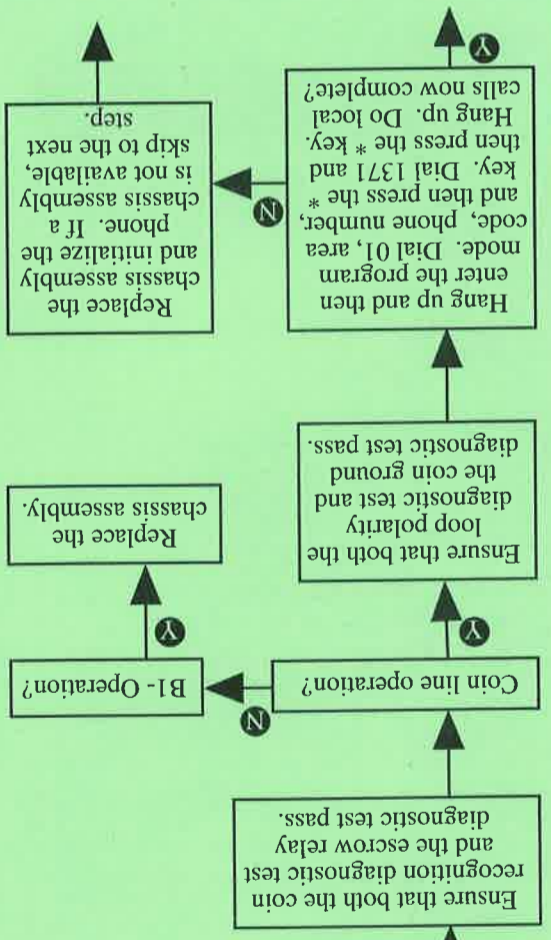 Ensure that both the coin
recognition diagnostic test
and the escrow relay
diagnostic test pass.
Coin line operation?
N
B1- Operation?
Y
Y
Ensure that both the
loop polarity
diagnostic test and
the coin ground
diagnostic test pass.
Replace the
chassis assembly.
Hang up and then
enter the program
mode. Dial 01, area
code, phone number,
and then press the *
key. Dial 1371 and
then press the * key.
Hang up. Do local
calls now complete?
N
Replace the
chassis assembly
and initialize the
phone. If a
chassis assembly
is not available,
skip to the next
step.
Y